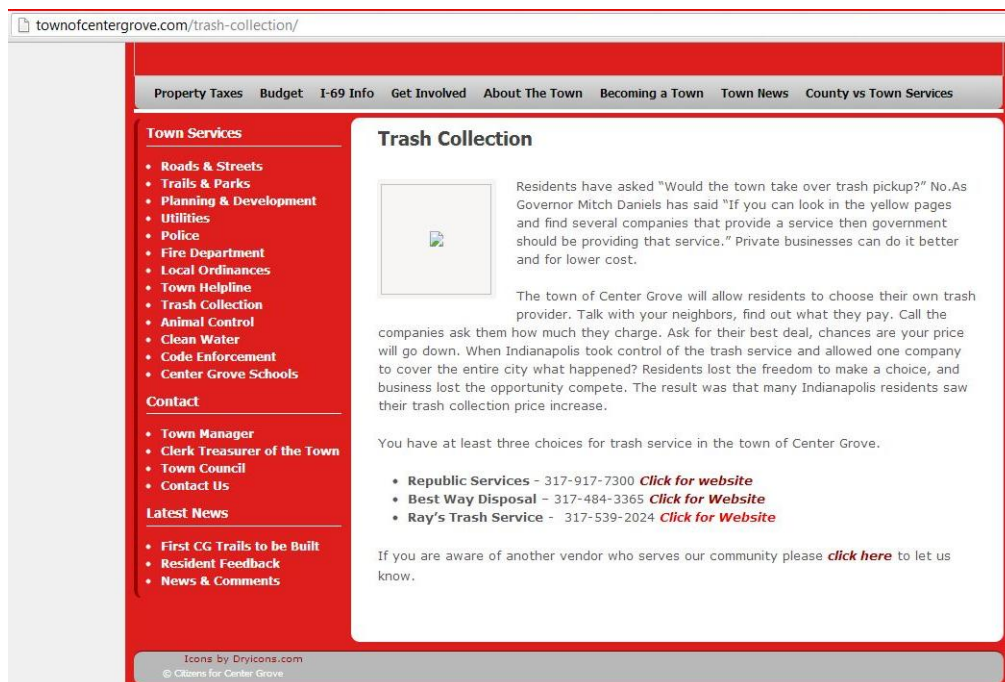 townofcentergrove.com/trash-collection/
Property Taxes Budget I-69 Info Get Involved About The Town Becoming a Town Town News County vs Town Services
Town Services
• Roads & Streets
• Trails & Parks
• Planning & Development
• Utilities
• Police
• Fire Department
• Local Ordinances
• Town Helpline
• Trash Collection
• Animal Control
• Clean Water
• Code Enforcement
• Center Grove Schools
Contact
• Town Manager
• Clerk Treasurer of the Town
• Town Council
• Contact Us
Latest News
• First CG Trails to be Built
• Resident Feedback
• News & Comments
Trash Collection
Residents have asked “Would the town take over trash pickup?” No.As
Governor Mitch Daniels has said “If you can look in the yellow pages
and find several companies that provide a service then government
should be providing that service.” Private businesses can do it better
and for lower cost.
The town of Center Grove will allow residents to choose their own trash
provider. Talk with your neighbors, find out what they pay. Call the
companies ask them how much they charge. Ask for their best deal, chances are your price
will go down. When Indianapolis took control of the trash service and allowed one company
to cover the entire city what happened? Residents lost the freedom to make a choice, and
business lost the opportunity compete. The result was that many Indianapolis residents saw
their trash collection price increase.
You have at least three choices for trash service in the town of Center Grove.
• Republic Services - 317-917-7300 Click for website
• Best Way Disposal – 317-484-3365 Click for Website
• Ray’s Trash Service - 317-539-2024 Click for Website
If you are aware of another vendor who serves our community please click here to let us
know.
Icons by Dryicons.com
© Citizens for Center Grove